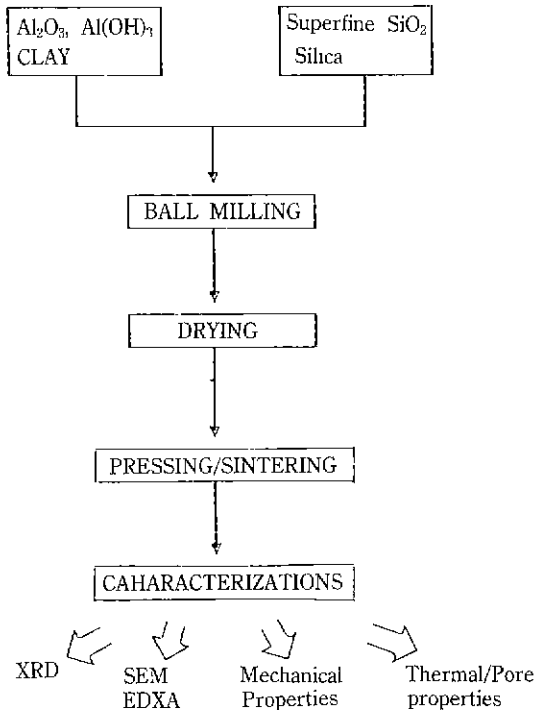 Al₂O₃, Al(OH)₃
CLAY
Superfine SiO₂
Silica
BALL MILLING
DRYING
PRESSING/SINTERING
CAHARACTERIZATIONS
XRD
SEM
EDXA
Mechanical
Properties
Thermal/Pore
properties